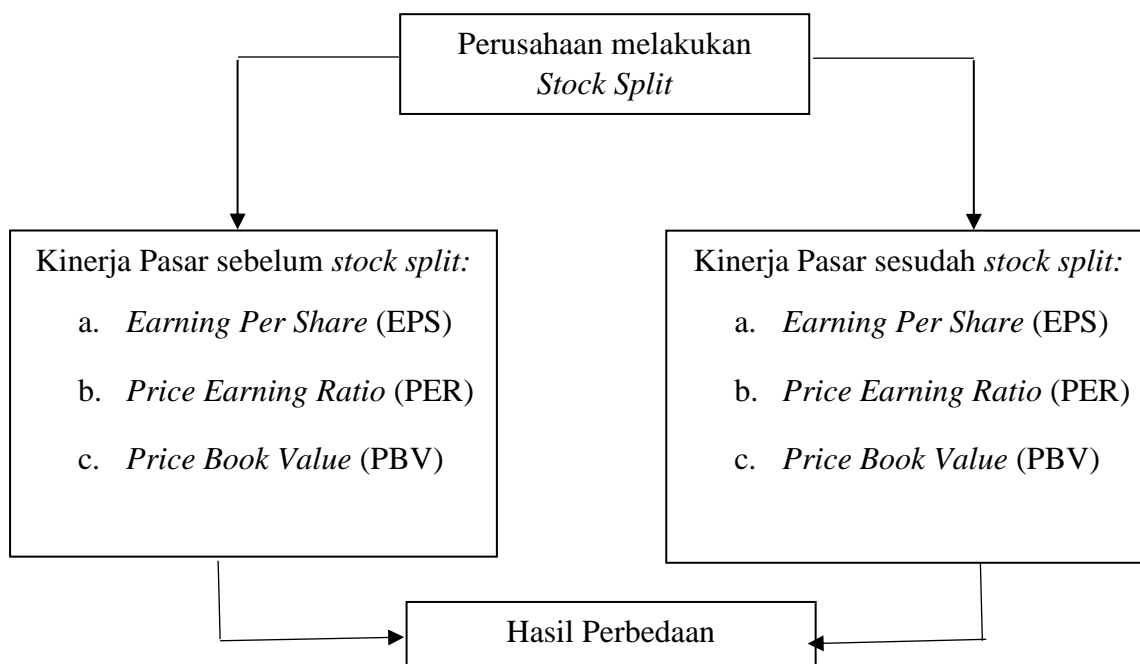 Perusahaan melakukan
Stock Split
Kinerja Pasar sebelum stock split:
a. Earning Per Share (EPS)
b. Price Earning Ratio (PER)
c. Price Book Value (PBV)
Kinerja Pasar sesudah stock split:
a. Earning Per Share (EPS)
b. Price Earning Ratio (PER)
c. Price Book Value (PBV)
Hasil Perbedaan